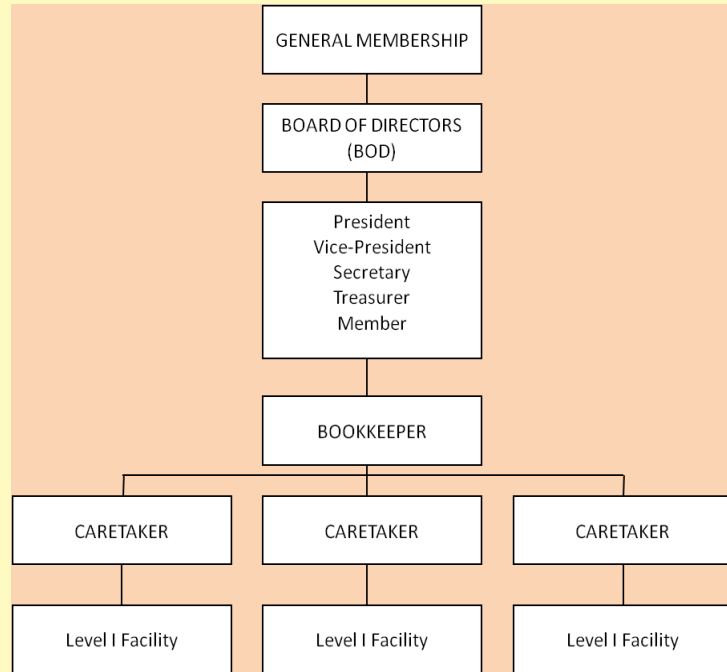 GENERAL MEMBERSHIP
BOARD OF DIRECTORS
(BOD)
President
Vice-President
Secretary
Treasurer
Member
BOOKKEEPER
CARETAKER
CARETAKER
CARETAKER
Level I Facility
Level I Facility
Level I Facility